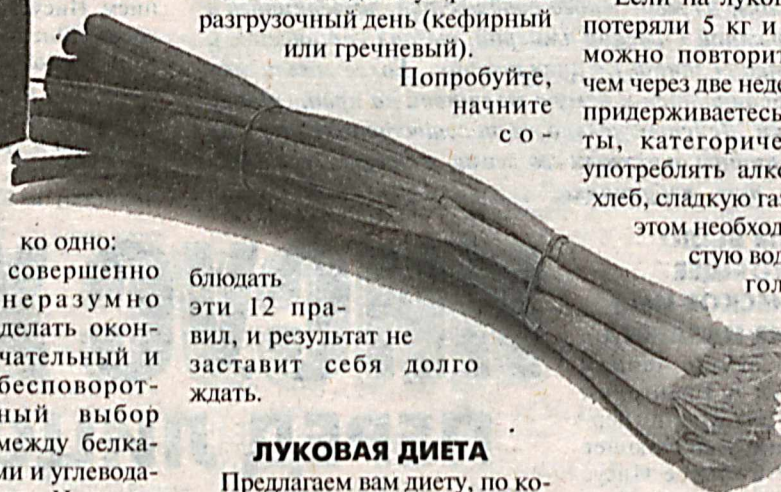 ко одно:
совершенно
неразумно
делать окон-
чательный и
бесповорот-
ный выбор
между белка-
ми и углевода-
разгрузочный день (кефирный
или гречневый).
Попробуйте,
начните
с о
блюдать
эти 12 пра-
вил, и результат не
заставит себя долго
ждать.
ЛУКОВАЯ ДИЕТА
Предлагаем вам диету, по ко-
потеряли 5 кг и
можно повторит
чем через две неде
придерживаетесь
ты, категориче
употреблять алко
хлеб, сладкую газ
этом необход
стую вод
гол